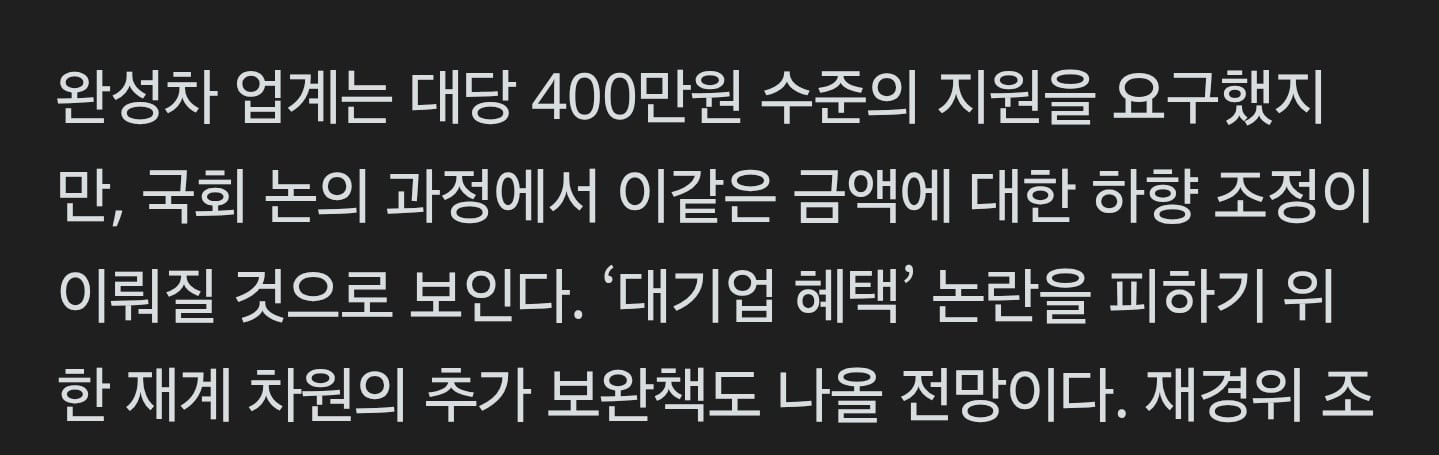 완성차 업계는 대당 400만원 수준의 지원을 요구했지
만, 국회 논의 과정에서 이같은 금액에 대한 하향 조정이
이뤄질 것으로 보인다. ‘대기업 혜택’ 논란을 피하기 위
한 재계 차원의 추가 보완책도 나올 전망이다. 재경위 조